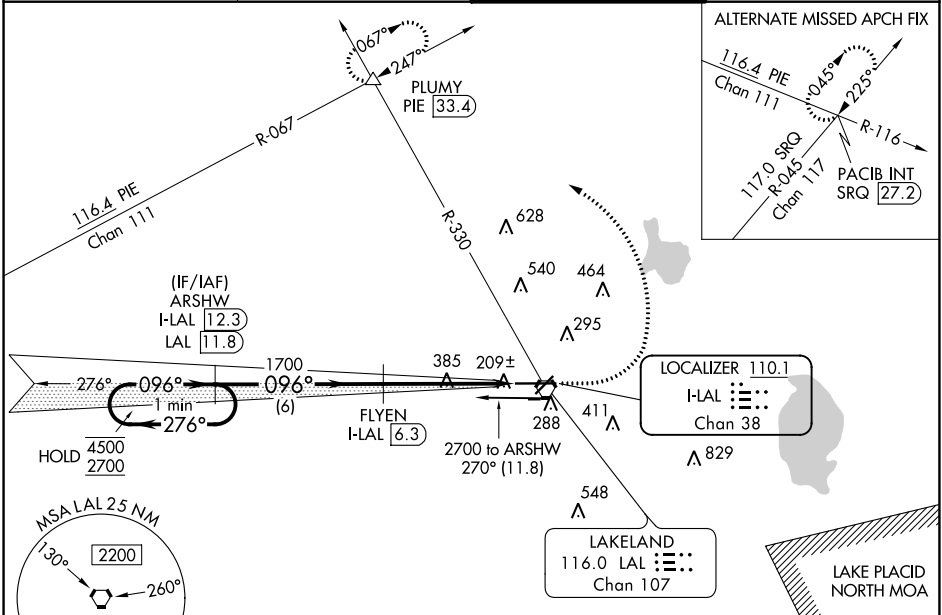 ALTERNATE MISSED APCH FIX
116.4 PIE
Chan 111
045°
225°
R-116
117.0 SRQ
R-045
Chan 117
PACIB INT
SRQ 27.2
067°
247°
PLUMY
PIE 33.4
R-067
116.4 PIE
Chan 111
R-330
628
540
464
295
(IF/IAF)
ARSHW
I-LAL 12.3
LAL 11.8
1700
385
209±
276°
096°
096°
1 min
(6)
276°
FLYEN
I-LAL 6.3
288
411
LOCALIZER 110.1
I-LAL
Chan 38
HOLD
4500
2700
2700 to ARSHW
270° (11.8)
829
548
MSA LAL 25 NM
2200
130°
260°
LAKELAND
116.0 LAL
Chan 107
LAKE PLACID
NORTH MOA